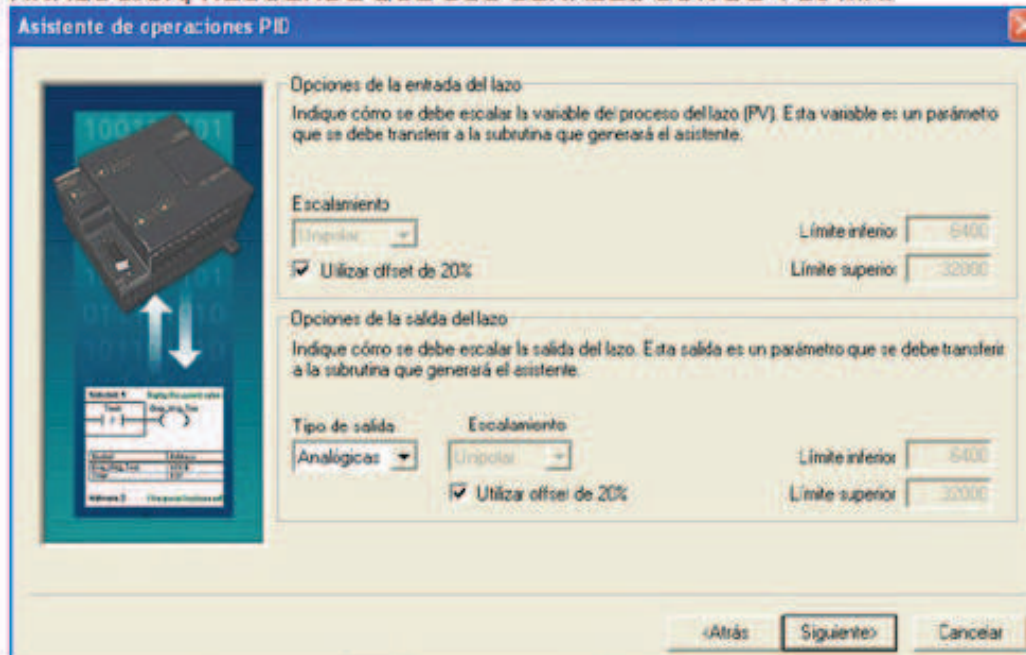 Asistente de operaciones PID
Opciones de la entrada del lazo
Indique cómo se debe escalar la variable del proceso del lazo (PV). Esta variable es un parámetro
que se debe transferir a la subrutina que generará el asistente.
Escalamiento
Unipolar
Límite inferior 6400
Utilizar offset de 20%
Límite superior 32000
Opciones de la salida del lazo
Indique cómo se debe escalar la salida del lazo. Esta salida es un parámetro que se debe transferir
a la subrutina que generará el asistente.
Tipo de salida Escalamiento
Analógicas Unipolar
Límite inferior 6400
Utilizar offset de 20%
Límite superior 32000
<Atrás Siguiente> Cancelar